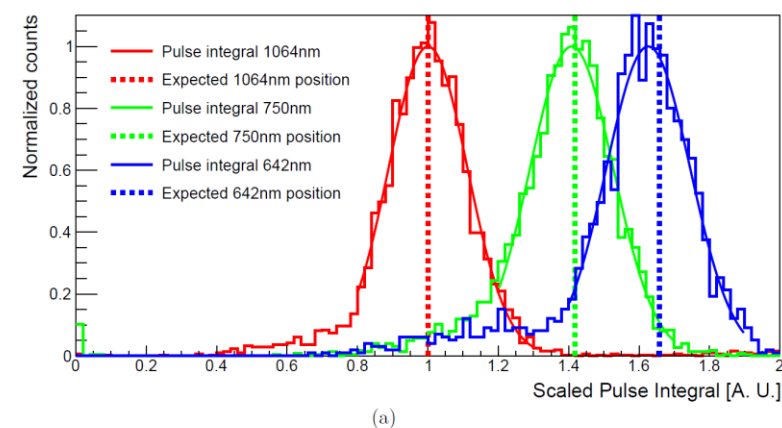 Normalized counts
1
0.8
0.6
0.4
0.2
0
Pulse integral 1064nm
Expected 1064nm position
Pulse integral 750nm
Expected 750nm position
Pulse integral 642nm
Expected 642nm position
0 0.2 0.4 0.6 0.8 1 1.2 1.4 1.6 1.8 2
Scaled Pulse Integral [A. U.]
(a)